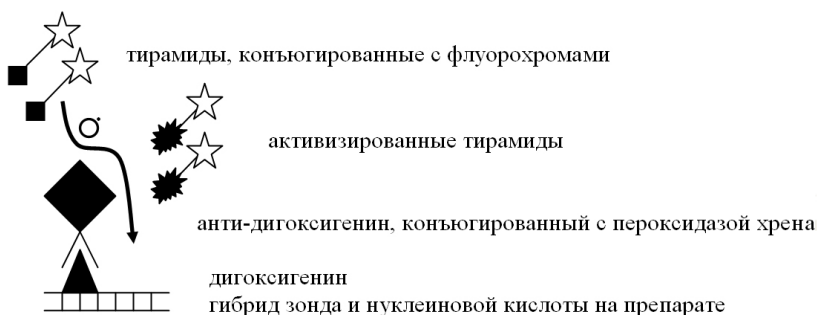 тирамиды, конъюгированные с флуорохромами
активизированные тирамиды
анти-дигоксигенин, конъюгированный с пероксидазой хрена
дигоксигенин
гибрид зонда и нуклеиновой кислоты на препарате